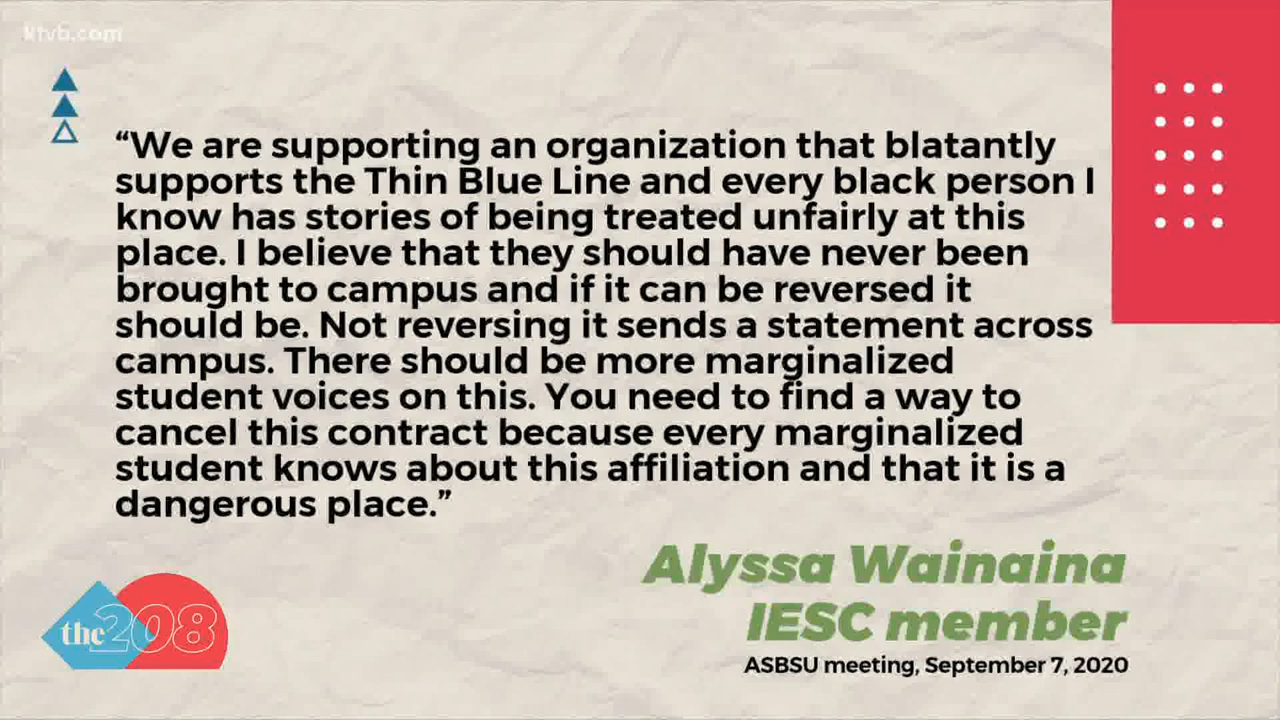 ktvb.com
“We are supporting an organization that blatantly
supports the Thin Blue Line and every black person I
know has stories of being treated unfairly at this
place. I believe that they should have never been
brought to campus and if it can be reversed it
should be. Not reversing it sends a statement across
campus. There should be more marginalized
student voices on this. You need to find a way to
cancel this contract because every marginalized
student knows about this affiliation and that it is a
dangerous place.”
Alyssa Wainaina
IESC member
ASBSU meeting, September 7, 2020
the 208